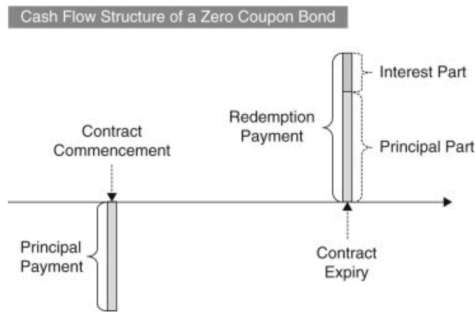 Cash Flow Structure of a Zero Coupon Bond
Interest Part
Redemption
Payment
Principal Part
Contract
Commencement
Principal
Payment
Contract
Expiry